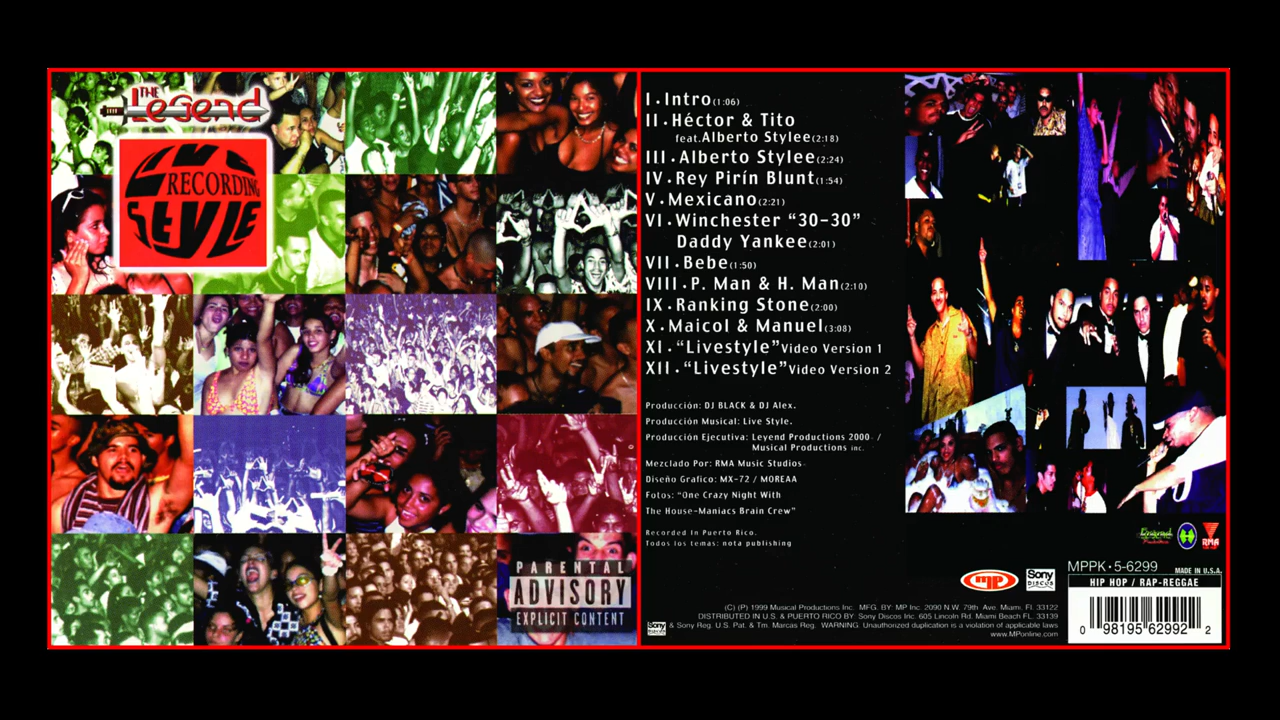 THE
LeGend
LIVE
RECORDING
STYLE
PARENTAL
ADVISORY
EXPLICIT CONTENT
I . Intro (1:06)
II . Héctor & Tito
feat. Alberto Stylee (2:18)
III . Alberto Stylee (2:24)
IV . Rey Pirín Blunt (1:54)
V . Mexicano (2:21)
VI . Winchester “30-30”
Daddy Yankee (2:01)
VII . Bebe (1:50)
VIII . P. Man & H. Man (2:10)
IX . Ranking Stone (2:00)
X . Maicol & Manuel (3:08)
XI . “Livestyle” Video Version 1
XII . “Livestyle” Video Version 2
Producción: DJ BLACK & DJ Alex.
Producción Musical: Live Style.
Producción Ejecutiva: Leyend Productions 2000 /
Musical Productions inc.
Mezclado Por: RMA Music Studios
Diseño Grafico: MX-72 / MOREAA
Fotos: “One Crazy Night With
The House-Maniacs Brain Crew”
Recorded In Puerto Rico.
Todos los temas: nota publishing
RMA
mp
Sony
DISCOS
MPPK • 5-6299
MADE IN U.S.A.
HIP HOP / RAP-REGGAE
0 98195 62992 2
(C) (P) 1999 Musical Productions Inc. MFG. BY: MP Inc. 2090 N.W. 79th Ave. Miami, Fl. 33122
DISTRIBUTED IN U.S. & PUERTO RICO BY: Sony Discos Inc. 605 Lincoln Rd. Miami Beach FL. 33139
Sony DISCOS & Sony Reg. U.S. Pat. & Tm. Marcas Reg. WARNING: Unauthorized duplication is a violation of applicable laws
www.MPonline.com